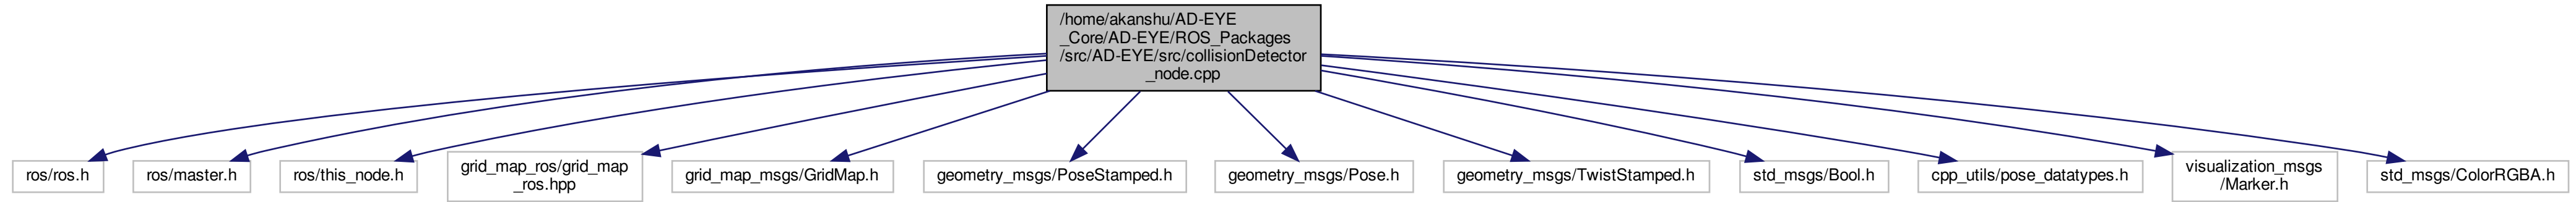 /home/akanshu/AD-EYE
_Core/AD-EYE/ROS_Packages
/src/AD-EYE/src/collisionDetector
_node.cpp
ros/ros.h
ros/master.h
ros/this_node.h
grid_map_ros/grid_map
_ros.hpp
grid_map_msgs/GridMap.h
geometry_msgs/PoseStamped.h
geometry_msgs/Pose.h
geometry_msgs/TwistStamped.h
std_msgs/Bool.h
cpp_utils/pose_datatypes.h
visualization_msgs
/Marker.h
std_msgs/ColorRGBA.h